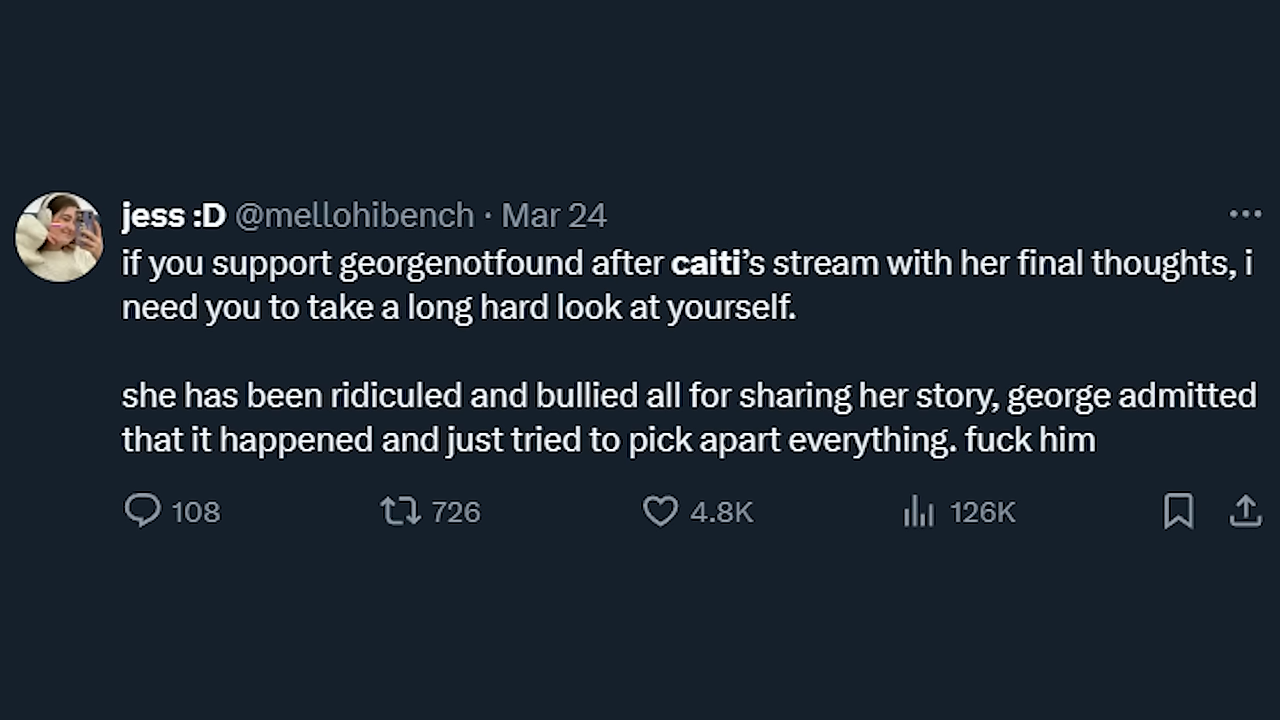 jess :D @mellohibench · Mar 24
if you support georgenotfound after caiti’s stream with her final thoughts, i
need you to take a long hard look at yourself.
she has been ridiculed and bullied all for sharing her story, george admitted
that it happened and just tried to pick apart everything. fuck him
108 726 4.8K 126K